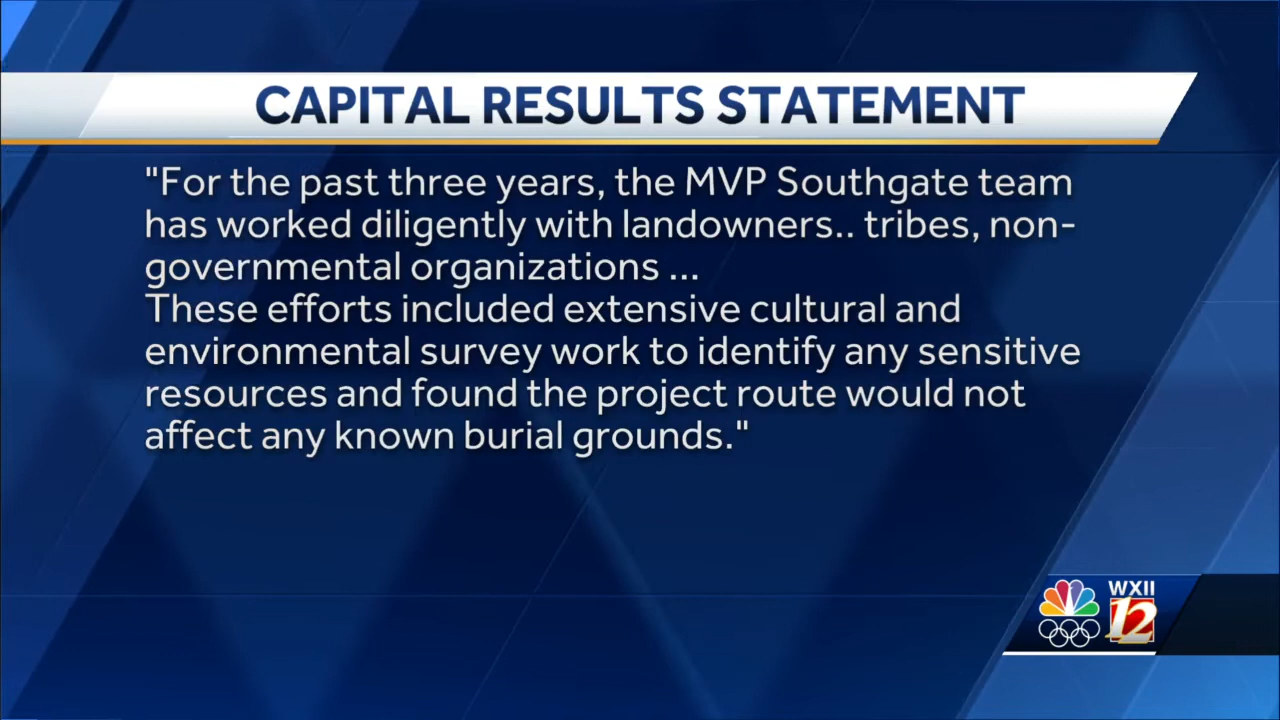 CAPITAL RESULTS STATEMENT
"For the past three years, the MVP Southgate team
has worked diligently with landowners.. tribes, non-
governmental organizations ...
These efforts included extensive cultural and
environmental survey work to identify any sensitive
resources and found the project route would not
affect any known burial grounds."
WXII
12